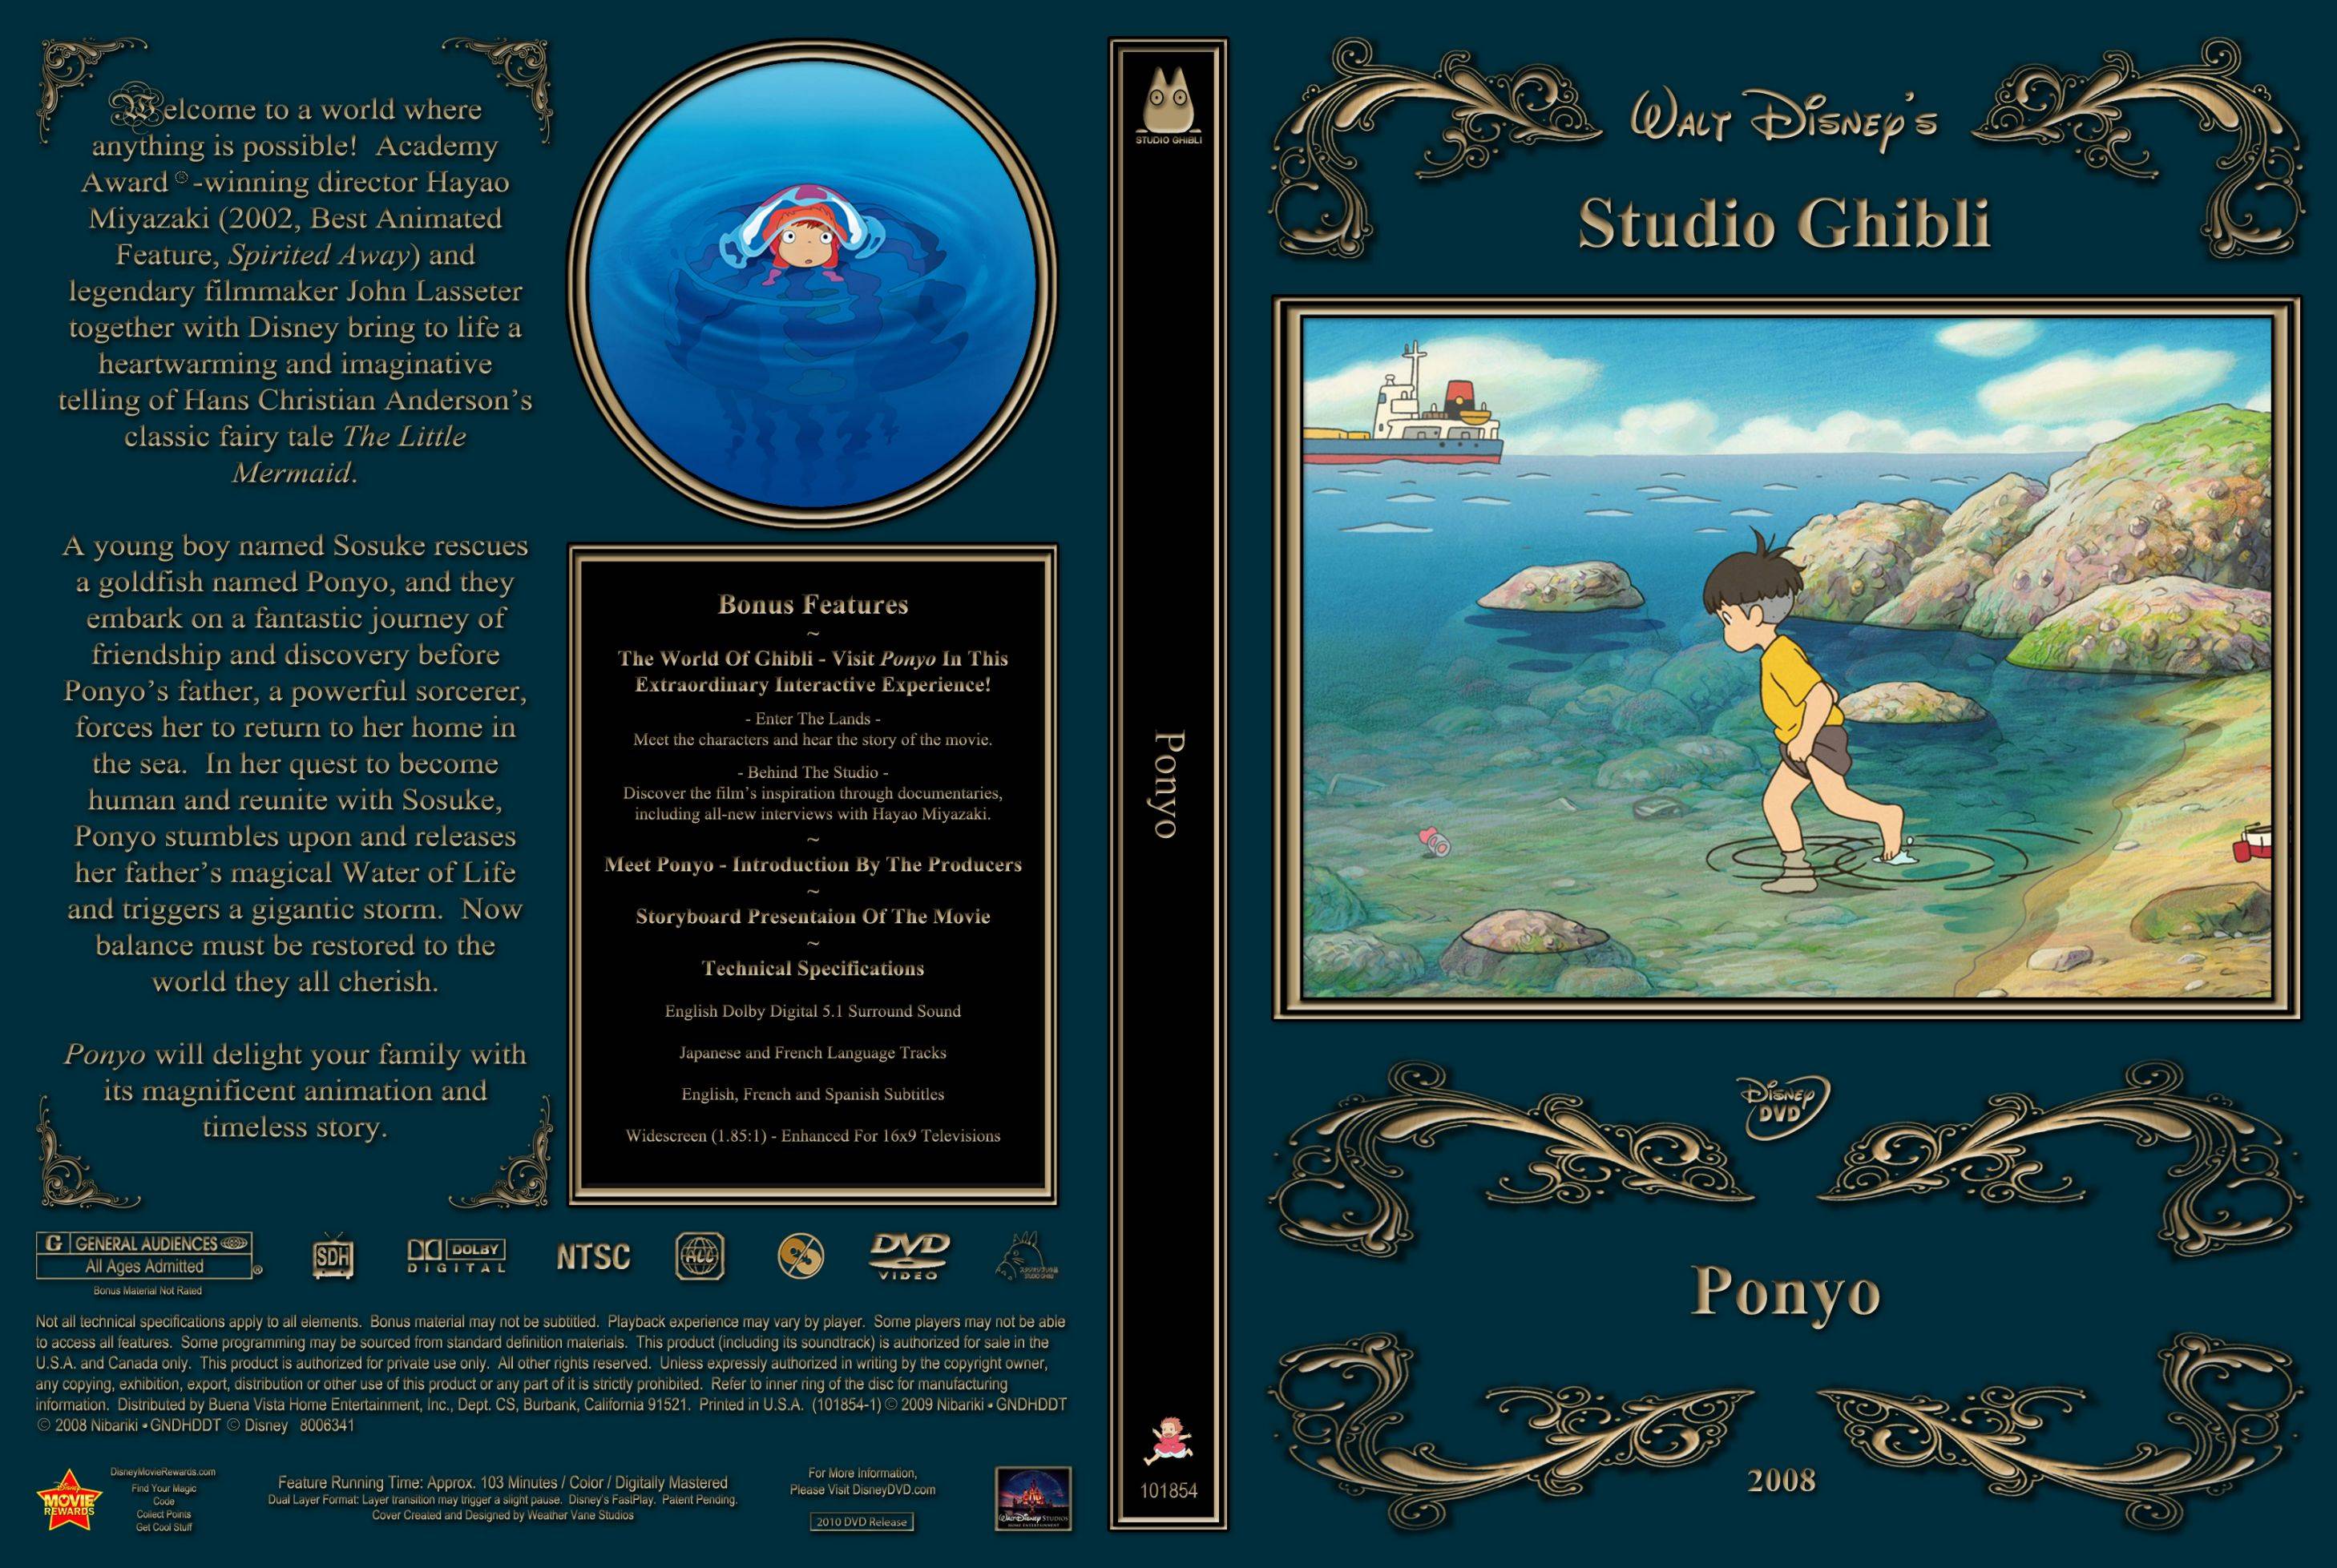 Welcome to a world where
anything is possible!  Academy
Award®-winning director Hayao
Miyazaki (2002, Best Animated
Feature, Spirited Away) and
legendary filmmaker John Lasseter
together with Disney bring to life a
heartwarming and imaginative
telling of Hans Christian Anderson's
classic fairy tale The Little
Mermaid.
A young boy named Sosuke rescues
a goldfish named Ponyo, and they
embark on a fantastic journey of
friendship and discovery before
Ponyo's father, a powerful sorcerer,
forces her to return to her home in
the sea.  In her quest to become
human and reunite with Sosuke,
Ponyo stumbles upon and releases
her father's magical Water of Life
and triggers a gigantic storm.  Now
balance must be restored to the
world they all cherish.
Ponyo will delight your family with
its magnificent animation and
timeless story.
Bonus Features
~
The World Of Ghibli - Visit Ponyo In This
Extraordinary Interactive Experience!
- Enter The Lands -
Meet the characters and hear the story of the movie.
- Behind The Studio -
Discover the film's inspiration through documentaries,
including all-new interviews with Hayao Miyazaki.
~
Meet Ponyo - Introduction By The Producers
~
Storyboard Presentaion Of The Movie
~
Technical Specifications
English Dolby Digital 5.1 Surround Sound
Japanese and French Language Tracks
English, French and Spanish Subtitles
Widescreen (1.85:1) - Enhanced For 16x9 Televisions
G GENERAL AUDIENCES
All Ages Admitted ®
Bonus Material Not Rated
SDH
DOLBY
DIGITAL
NTSC
ALL
DVD
VIDEO
Not all technical specifications apply to all elements.  Bonus material may not be subtitled.  Playback experience may vary by player.  Some players may not be able
to access all features.  Some programming may be sourced from standard definition materials.  This product (including its soundtrack) is authorized for sale in the
U.S.A. and Canada only.  This product is authorized for private use only.  All other rights reserved.  Unless expressly authorized in writing by the copyright owner,
any copying, exhibition, export, distribution or other use of this product or any part of it is strictly prohibited.  Refer to inner ring of the disc for manufacturing
information.  Distributed by Buena Vista Home Entertainment, Inc., Dept. CS, Burbank, California 91521.  Printed in U.S.A.  (101854-1) © 2009 Nibariki • GNDHDDT
© 2008 Nibariki • GNDHDDT © Disney   8006341
Disney
MOVIE
REWARDS
DisneyMovieRewards.com
Find Your Magic
Code
Collect Points
Get Cool Stuff
Feature Running Time: Approx. 103 Minutes / Color / Digitally Mastered
Dual Layer Format: Layer transition may trigger a slight pause.  Disney's FastPlay.  Patent Pending.
Cover Created and Designed by Weather Vane Studios
For More Information,
Please Visit DisneyDVD.com
2010 DVD Release
WALT DISNEY STUDIOS
HOME ENTERTAINMENT
STUDIO GHIBLI
Ponyo
101854
WALT DISNEY'S
Studio Ghibli
DISNEY
DVD
Ponyo
2008